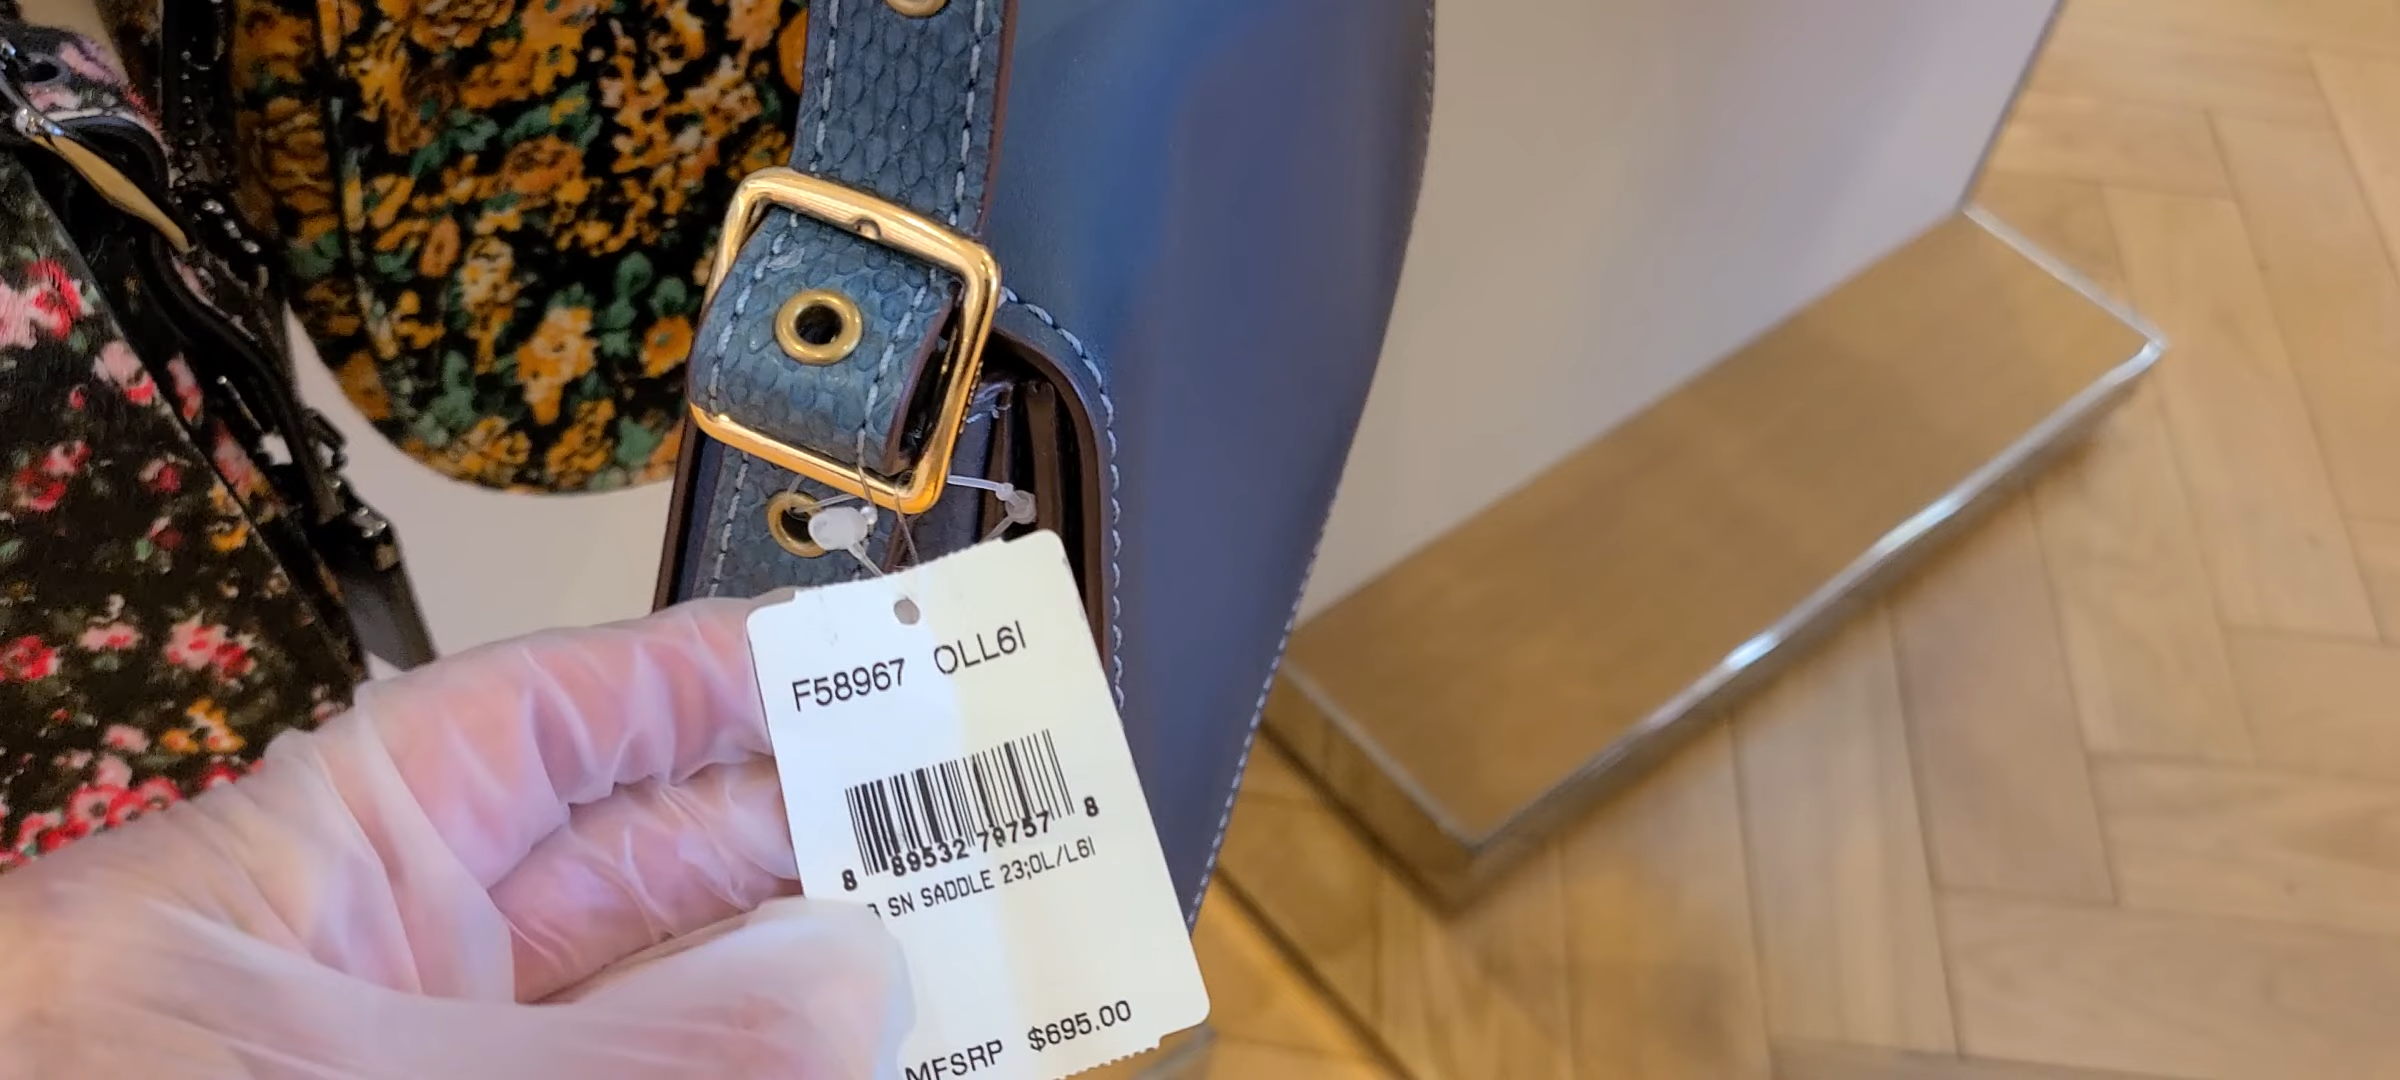 F58967 OLL6I
8 89532 79757 8
SN SADDLE 23;OL/L6I
MFSRP $695.00